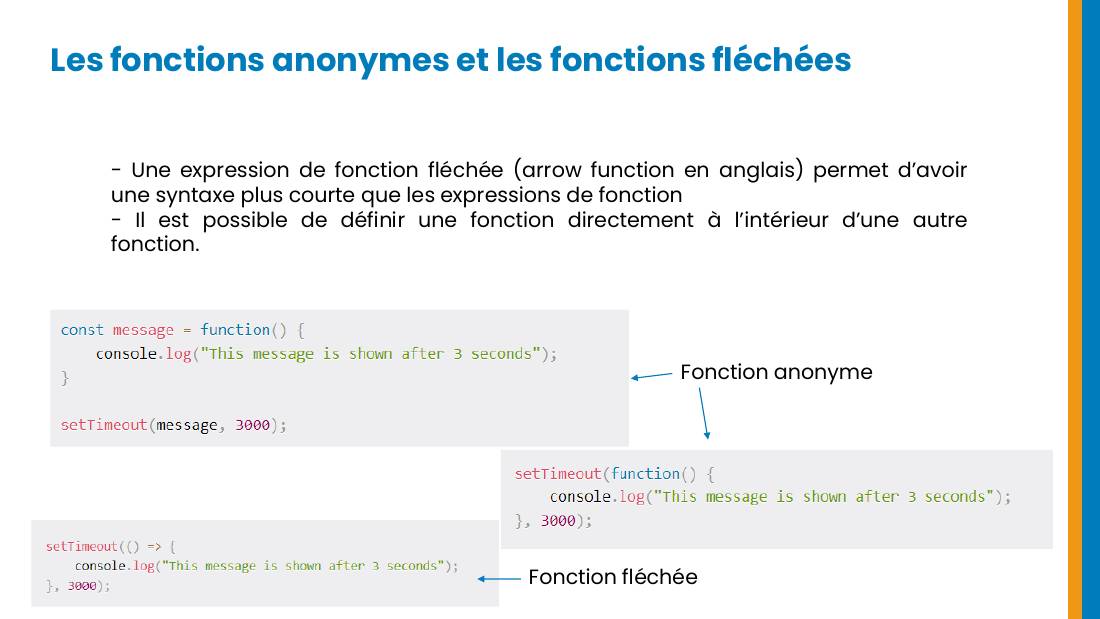 Les fonctions anonymes et les fonctions fléchées
- Une expression de fonction fléchée (arrow function en anglais) permet d’avoir
une syntaxe plus courte que les expressions de fonction
- Il est possible de définir une fonction directement à l’intérieur d’une autre
fonction.
const message = function() {
    console.log("This message is shown after 3 seconds");
}
setTimeout(message, 3000);
Fonction anonyme
setTimeout(function() {
    console.log("This message is shown after 3 seconds");
}, 3000);
setTimeout(() => {
    console.log("This message is shown after 3 seconds");
}, 3000);
Fonction fléchée